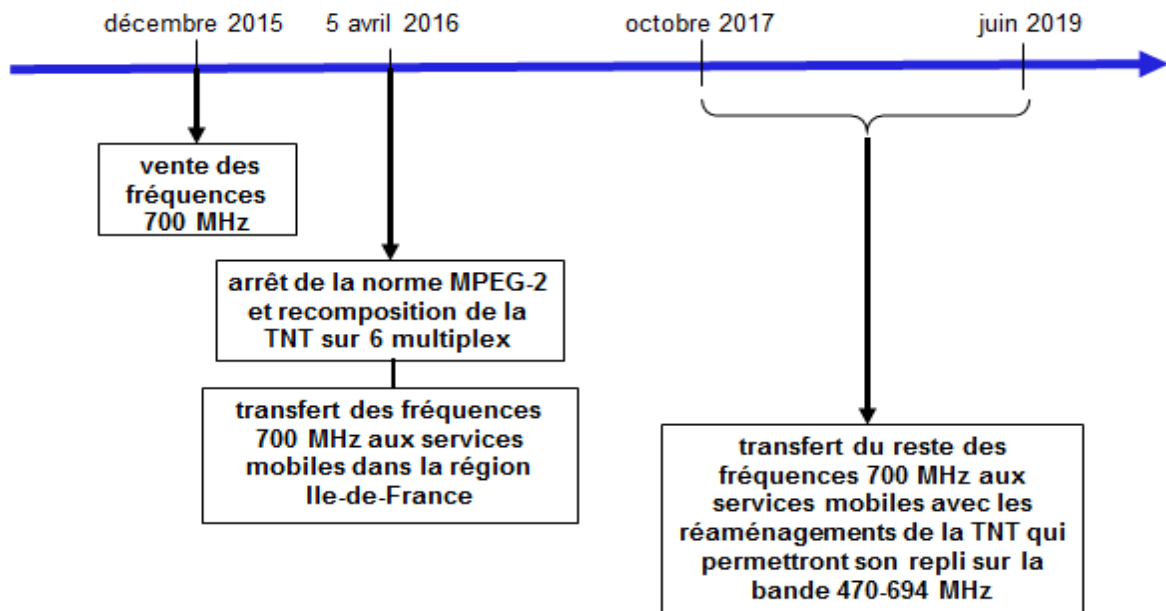 décembre 2015
5 avril 2016
octobre 2017
juin 2019
vente des
fréquences
700 MHz
arrêt de la norme MPEG-2
et recomposition de la
TNT sur 6 multiplex
transfert des fréquences
700 MHz aux services
mobiles dans la région
Ile-de-France
transfert du reste des
fréquences 700 MHz aux
services mobiles avec les
réaménagements de la TNT qui
permettront son repli sur la
bande 470-694 MHz